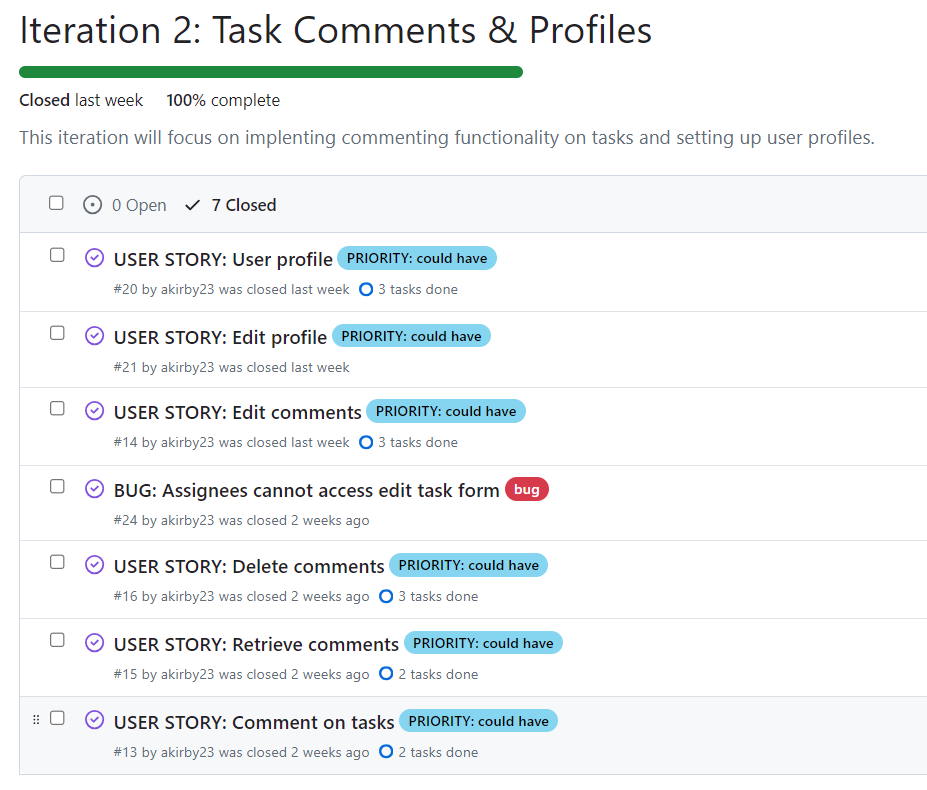 Iteration 2: Task Comments & Profiles
Closed last week 100% complete
This iteration will focus on implenting commenting functionality on tasks and setting up user profiles.
0 Open 7 Closed
USER STORY: User profile PRIORITY: could have
#20 by akirby23 was closed last week 3 tasks done
USER STORY: Edit profile PRIORITY: could have
#21 by akirby23 was closed last week
USER STORY: Edit comments PRIORITY: could have
#14 by akirby23 was closed last week 3 tasks done
BUG: Assignees cannot access edit task form bug
#24 by akirby23 was closed 2 weeks ago
USER STORY: Delete comments PRIORITY: could have
#16 by akirby23 was closed 2 weeks ago 3 tasks done
USER STORY: Retrieve comments PRIORITY: could have
#15 by akirby23 was closed 2 weeks ago 2 tasks done
USER STORY: Comment on tasks PRIORITY: could have
#13 by akirby23 was closed 2 weeks ago 2 tasks done